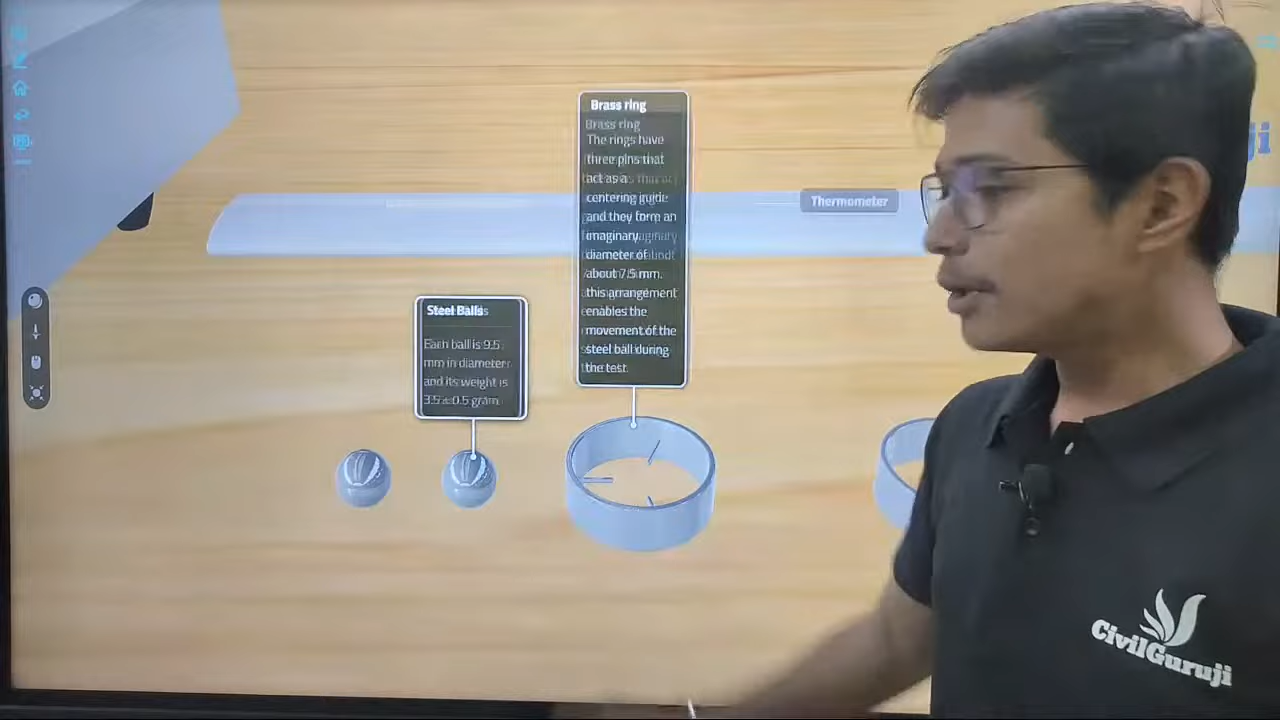 Brass ring
Brass ring
The rings have
three pins that
act as a
centering guide
and they form an
imaginary
diameter of
about 7.5 mm.
this arrangement
enables the
movement of the
steel ball during
the test.
Thermometer
ji
Steel Balls
Each ball is 9.5
mm in diameter
and its weight is
3.5 ± 0.5 gram
CivilGuruji